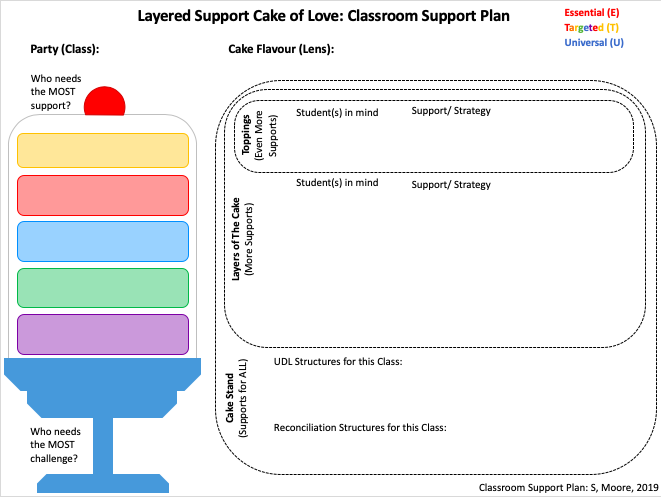 Layered Support Cake of Love: Classroom Support Plan
Essential (E)
Targeted (T)
Universal (U)
Party (Class):
Cake Flavour (Lens):
Who needs
the MOST
support?
Toppings
(Even More
Supports)
Student(s) in mind
Support/ Strategy
Layers of The Cake
(More Supports)
Student(s) in mind
Support/ Strategy
Cake Stand
(Supports for ALL)
UDL Structures for this Class:
Reconciliation Structures for this Class:
Who needs
the MOST
challenge?
Classroom Support Plan: S, Moore, 2019